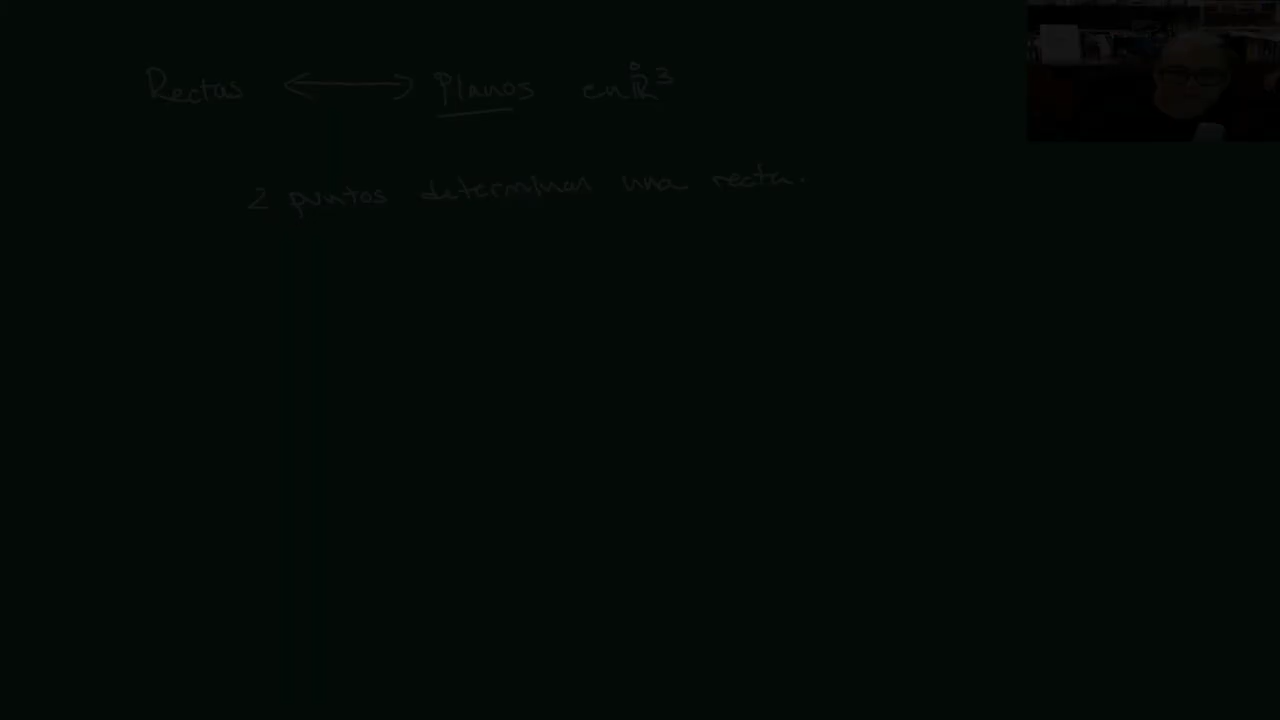 Rectas ⟷ Planos en ℝ³
2 puntos determinan una recta.